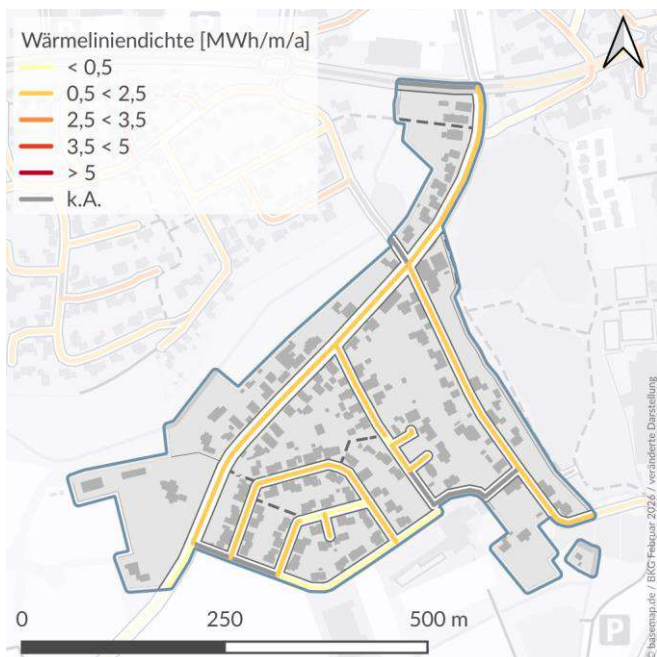 Wärmeliniendichte [MWh/m/a]
< 0,5
0,5 < 2,5
2,5 < 3,5
3,5 < 5
> 5
k.A.
© basemap.de / BKG Februar 2026 / veränderte Darstellung
0 250 500 m
P